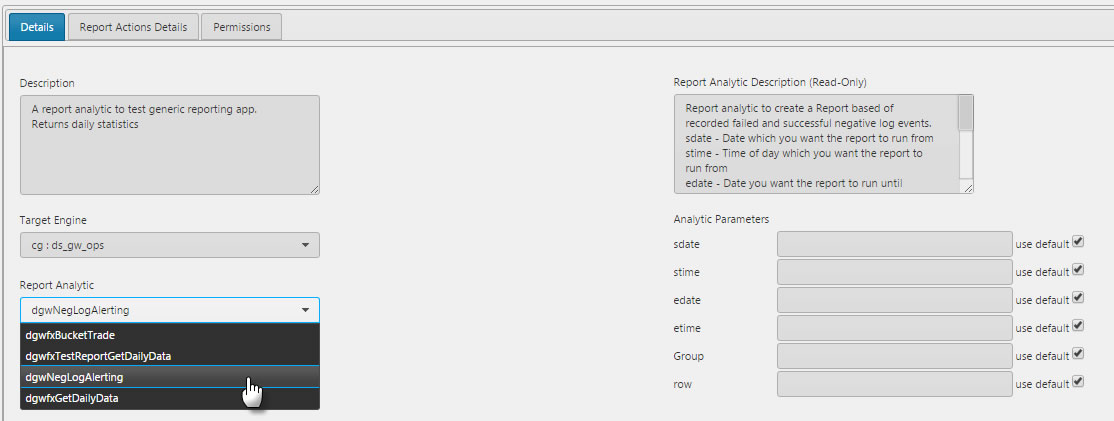 Details
Report Actions Details
Permissions
Description
A report analytic to test generic reporting app.
Returns daily statistics
Target Engine
cg : ds_gw_ops
Report Analytic
dgwNegLogAlerting
dgwfxBucketTrade
dgwfxTestReportGetDailyData
dgwNegLogAlerting
dgwfxGetDailyData
Report Analytic Description (Read-Only)
Report analytic to create a Report based of
recorded failed and successful negative log events.
sdate - Date which you want the report to run from
stime - Time of day which you want the report to
run from
edate - Date you want the report to run until
Analytic Parameters
sdate use default
stime use default
edate use default
etime use default
Group use default
row use default